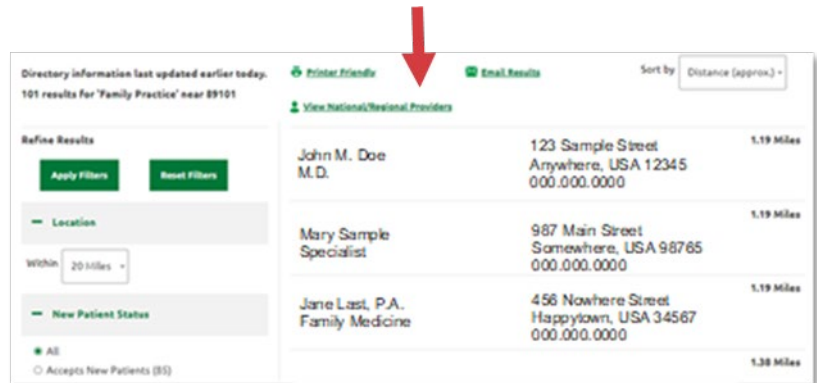 Directory information last updated earlier today.
101 results for 'Family Practice' near 89101
Printer Friendly
Email Results
Sort by Distance (approx.)
View National/Regional Providers
Refine Results
Apply Filters
Reset Filters
Location
Within 20 Miles
New Patient Status
All
Accepts New Patients (85)
John M. Doe
M.D.
123 Sample Street
Anywhere, USA 12345
000.000.0000
1.19 Miles
Mary Sample
Specialist
987 Main Street
Somewhere, USA 98765
000.000.0000
1.19 Miles
Jane Last, P.A.
Family Medicine
456 Nowhere Street
Happytown, USA 34567
000.000.0000
1.19 Miles
1.38 Miles